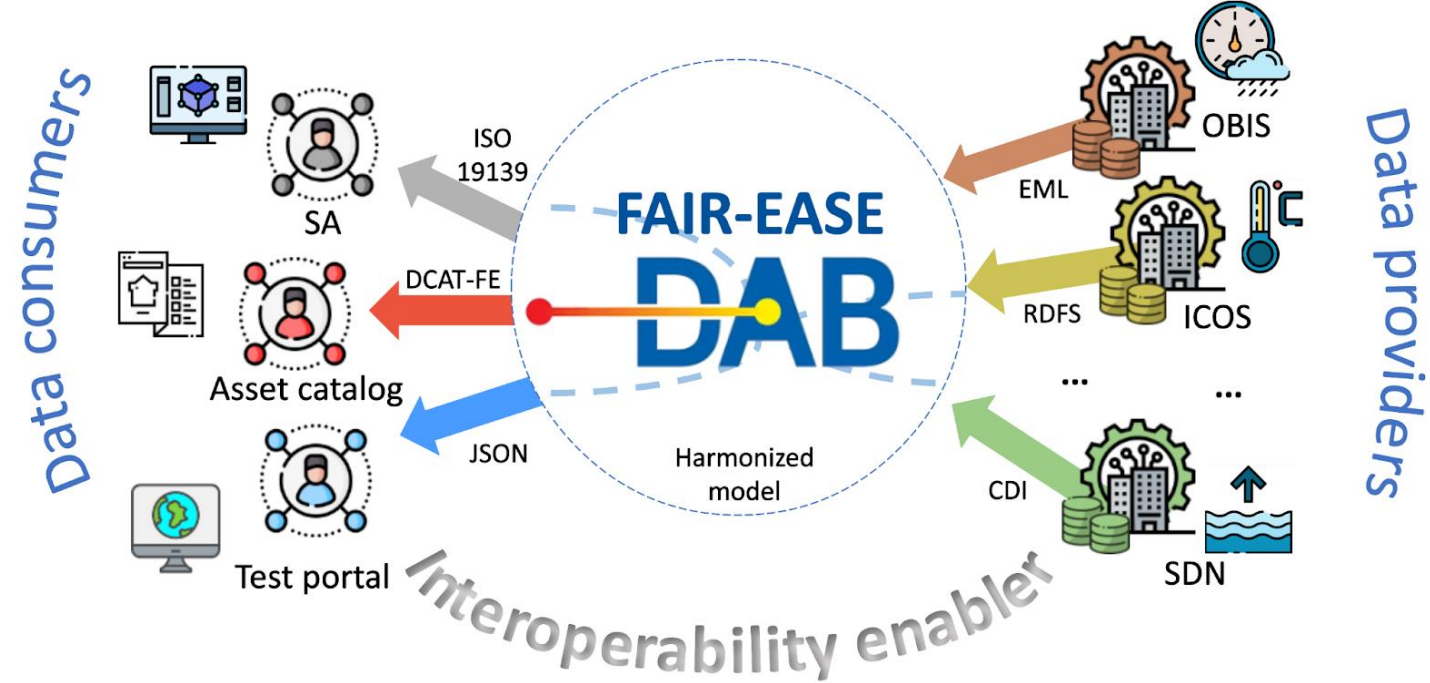 Data consumers
ISO
19139
SA
DCAT-FE
Asset catalog
JSON
Test portal
FAIR-EASE
DAB
Harmonized
model
Interoperability enabler
OBIS
EML
C
RDFS
ICOS
...
...
CDI
SDN
Data providers